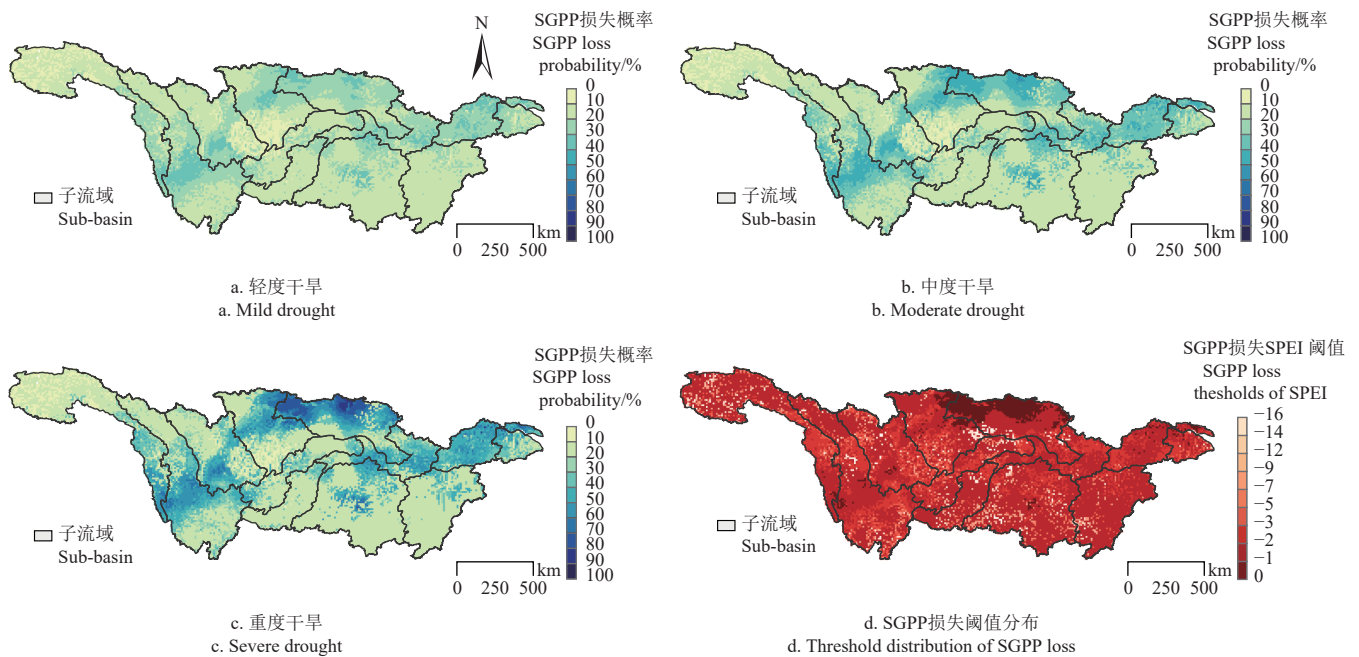 SGPP损失概率
SGPP loss
probability/%
0
10
20
30
40
50
60
70
80
90
100
N
子流域
Sub-basin
km
0 250 500
a. 轻度干旱
a. Mild drought
SGPP损失概率
SGPP loss
probability/%
0
10
20
30
40
50
60
70
80
90
100
子流域
Sub-basin
km
0 250 500
b. 中度干旱
b. Moderate drought
SGPP损失概率
SGPP loss
probability/%
0
10
20
30
40
50
60
70
80
90
100
子流域
Sub-basin
km
0 250 500
c. 重度干旱
c. Severe drought
SGPP损失SPEI 阈值
SGPP loss
thesholds of SPEI
−16
−14
−12
−9
−7
−5
−3
−2
−1
0
子流域
Sub-basin
km
0 250 500
d. SGPP损失阈值分布
d. Threshold distribution of SGPP loss